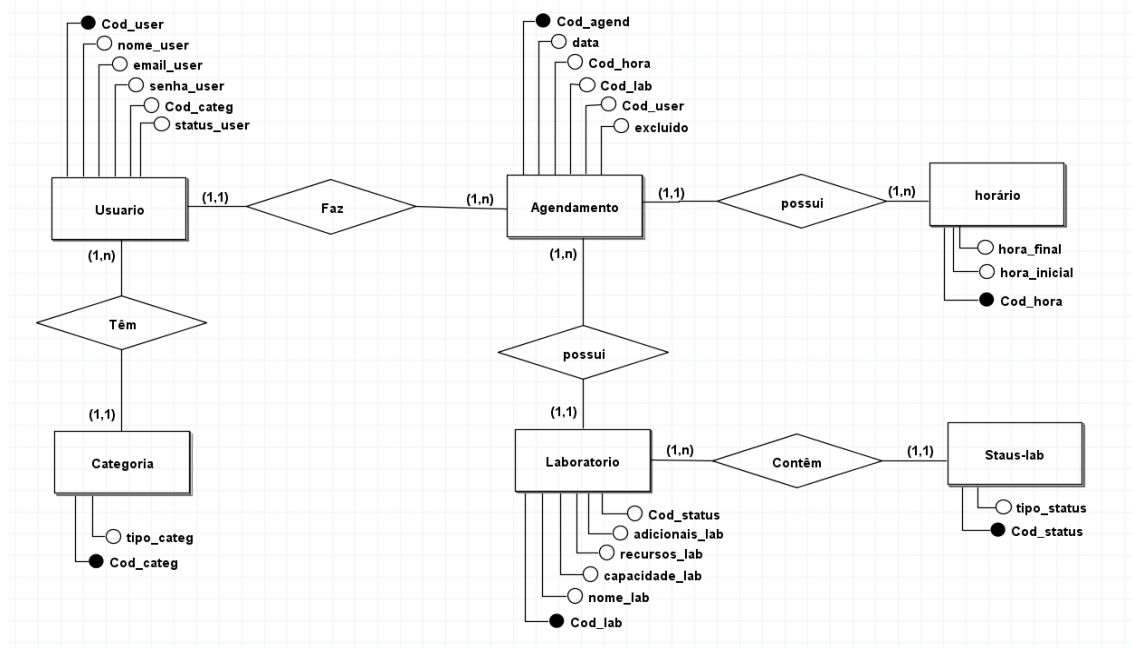 Cod_user
nome_user
email_user
senha_user
Cod_categ
status_user
Usuario
(1,1)
Faz
(1,n)
Cod_agend
data
Cod_hora
Cod_lab
Cod_user
excluido
Agendamento
(1,1)
possui
(1,n)
horário
hora_final
hora_inicial
Cod_hora
(1,n)
Têm
(1,1)
Categoria
tipo_categ
Cod_categ
(1,n)
possui
(1,1)
Laboratorio
(1,n)
Contêm
(1,1)
Staus-lab
Cod_status
adicionais_lab
recursos_lab
capacidade_lab
nome_lab
Cod_lab
tipo_status
Cod_status